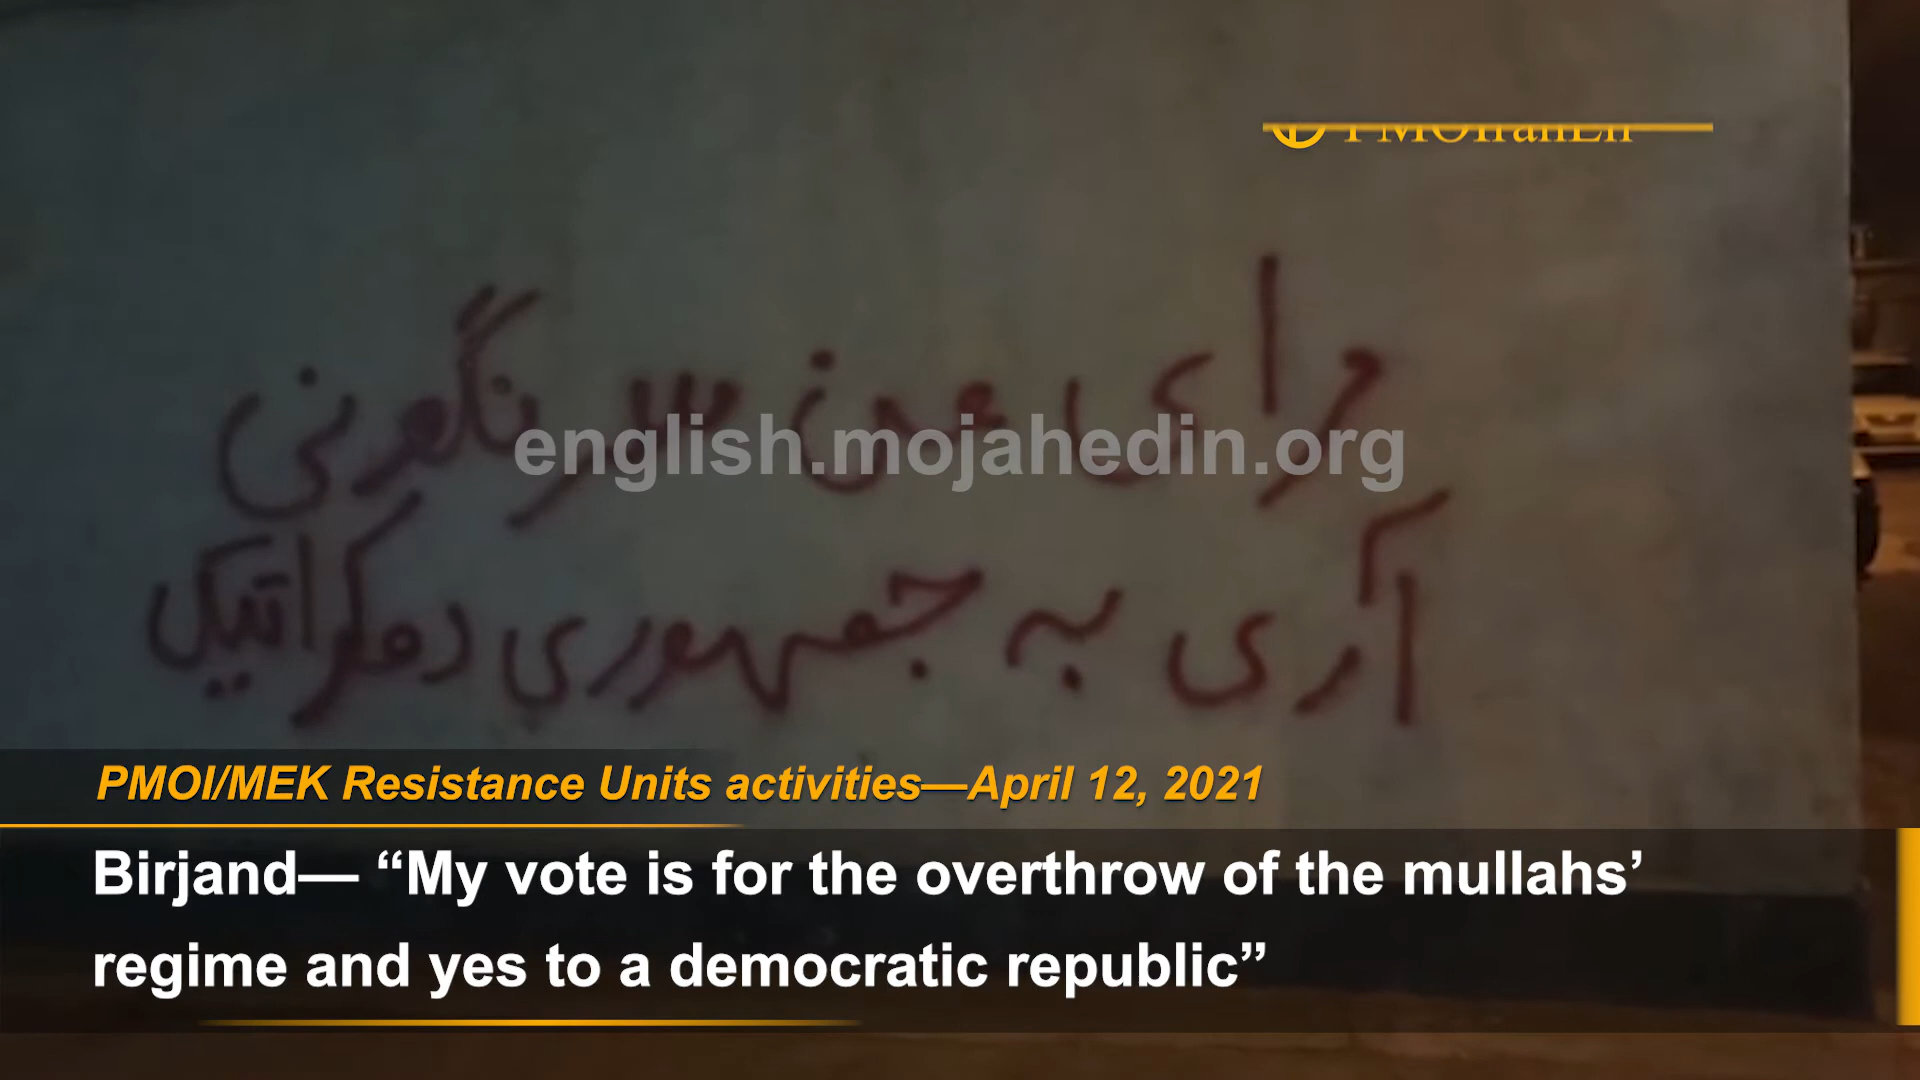 رای من سرنگونی
english.mojahedin.org
آری به جمهوری دمکراتیک
PMOI/MEK Resistance Units activities—April 12, 2021
Birjand— “My vote is for the overthrow of the mullahs’
regime and yes to a democratic republic”